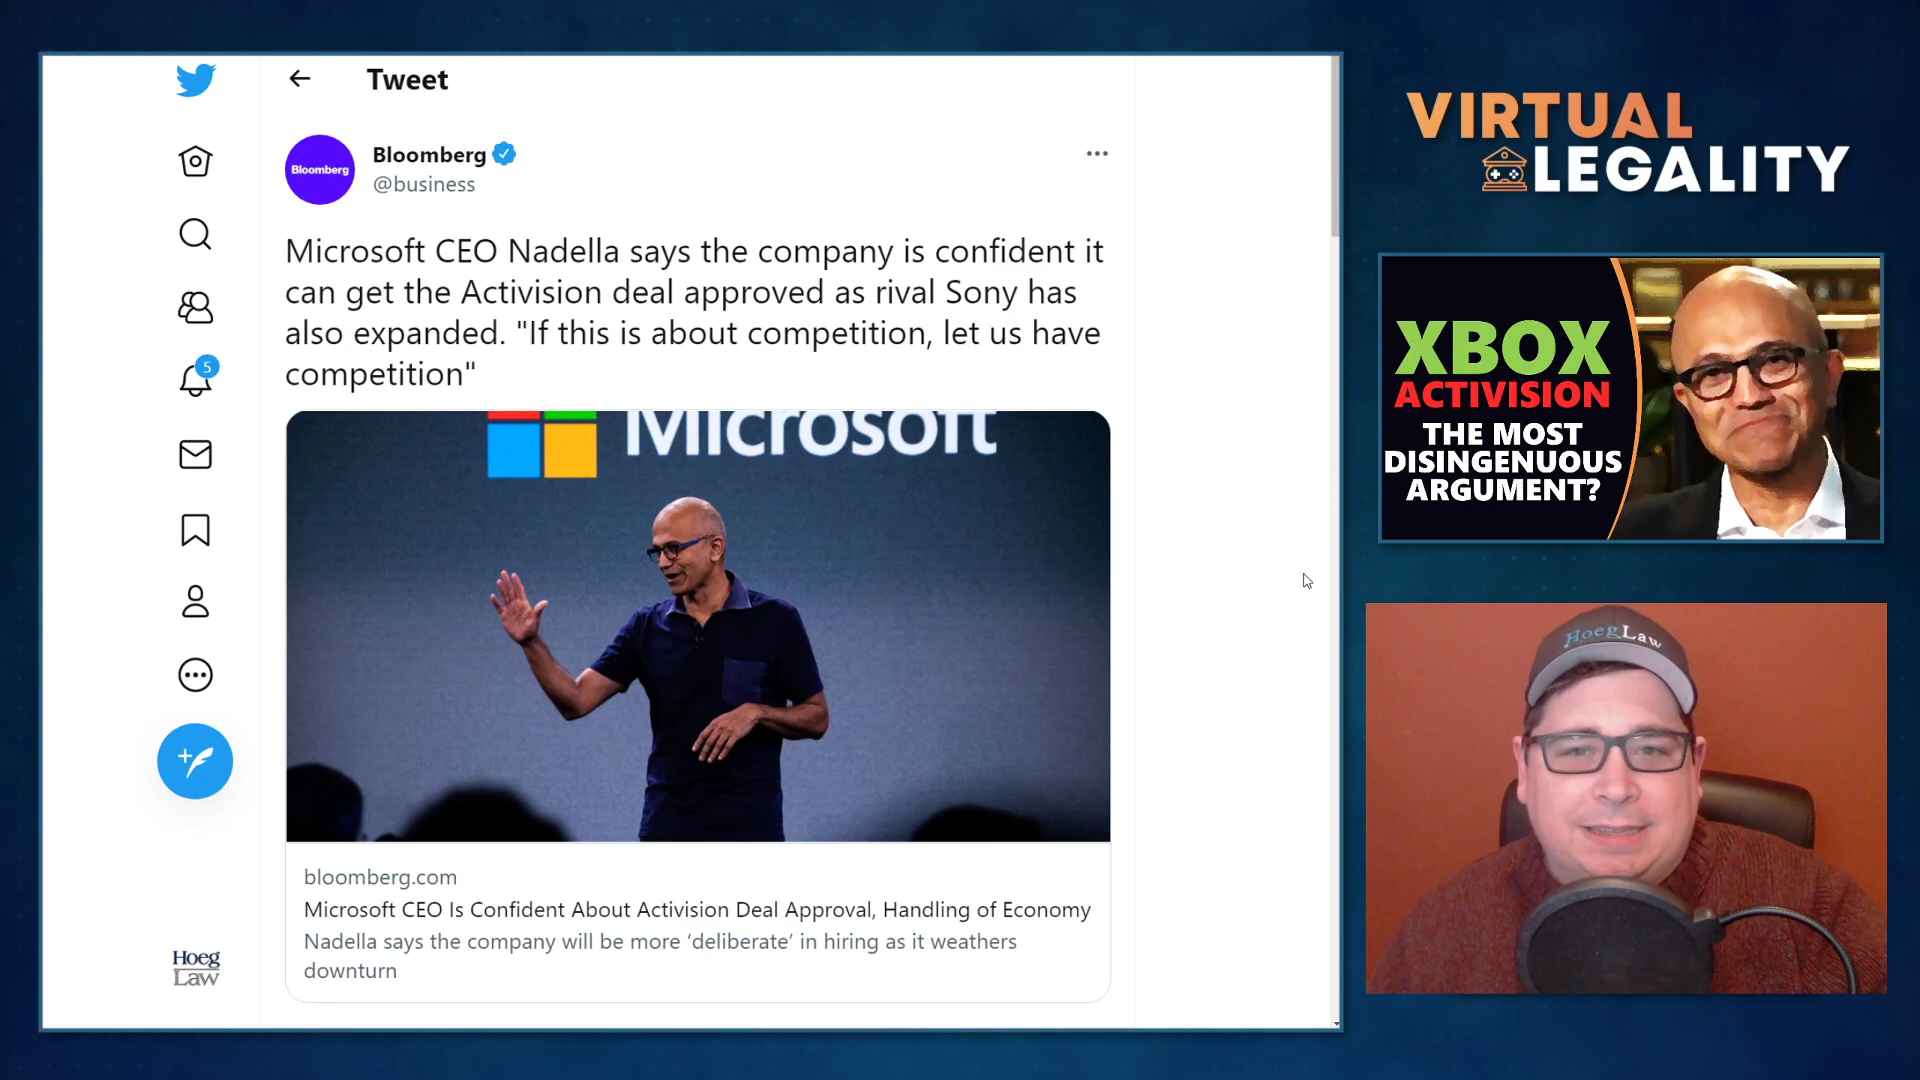 Tweet
Bloomberg
Bloomberg
@business
Microsoft CEO Nadella says the company is confident it
can get the Activision deal approved as rival Sony has
also expanded. "If this is about competition, let us have
competition"
5
Microsoft
bloomberg.com
Microsoft CEO Is Confident About Activision Deal Approval, Handling of Economy
Nadella says the company will be more ‘deliberate’ in hiring as it weathers
downturn
Hoeg
Law
VIRTUAL
LEGALITY
XBOX
ACTIVISION
THE MOST
DISINGENUOUS
ARGUMENT?
HoegLaw